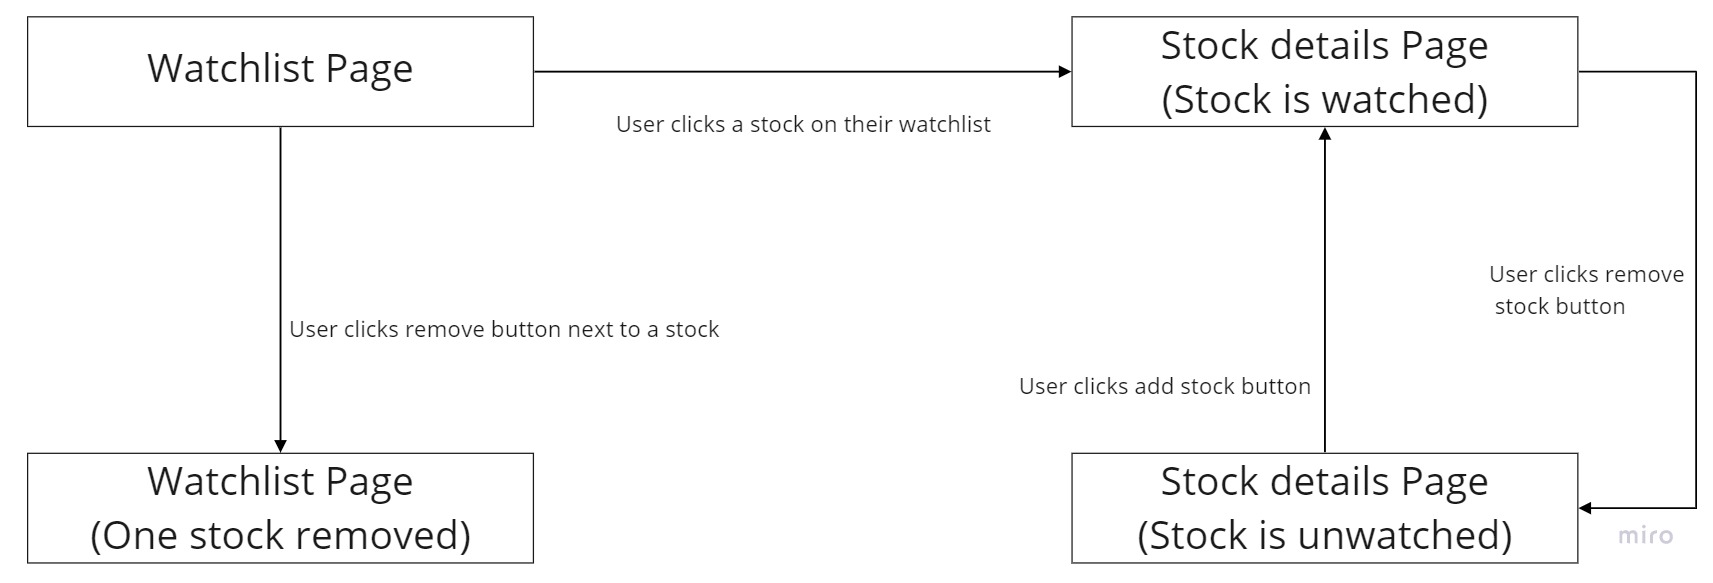 Watchlist Page
Stock details Page
(Stock is watched)
User clicks a stock on their watchlist
User clicks remove
stock button
User clicks remove button next to a stock
User clicks add stock button
Watchlist Page
(One stock removed)
Stock details Page
(Stock is unwatched)
miro